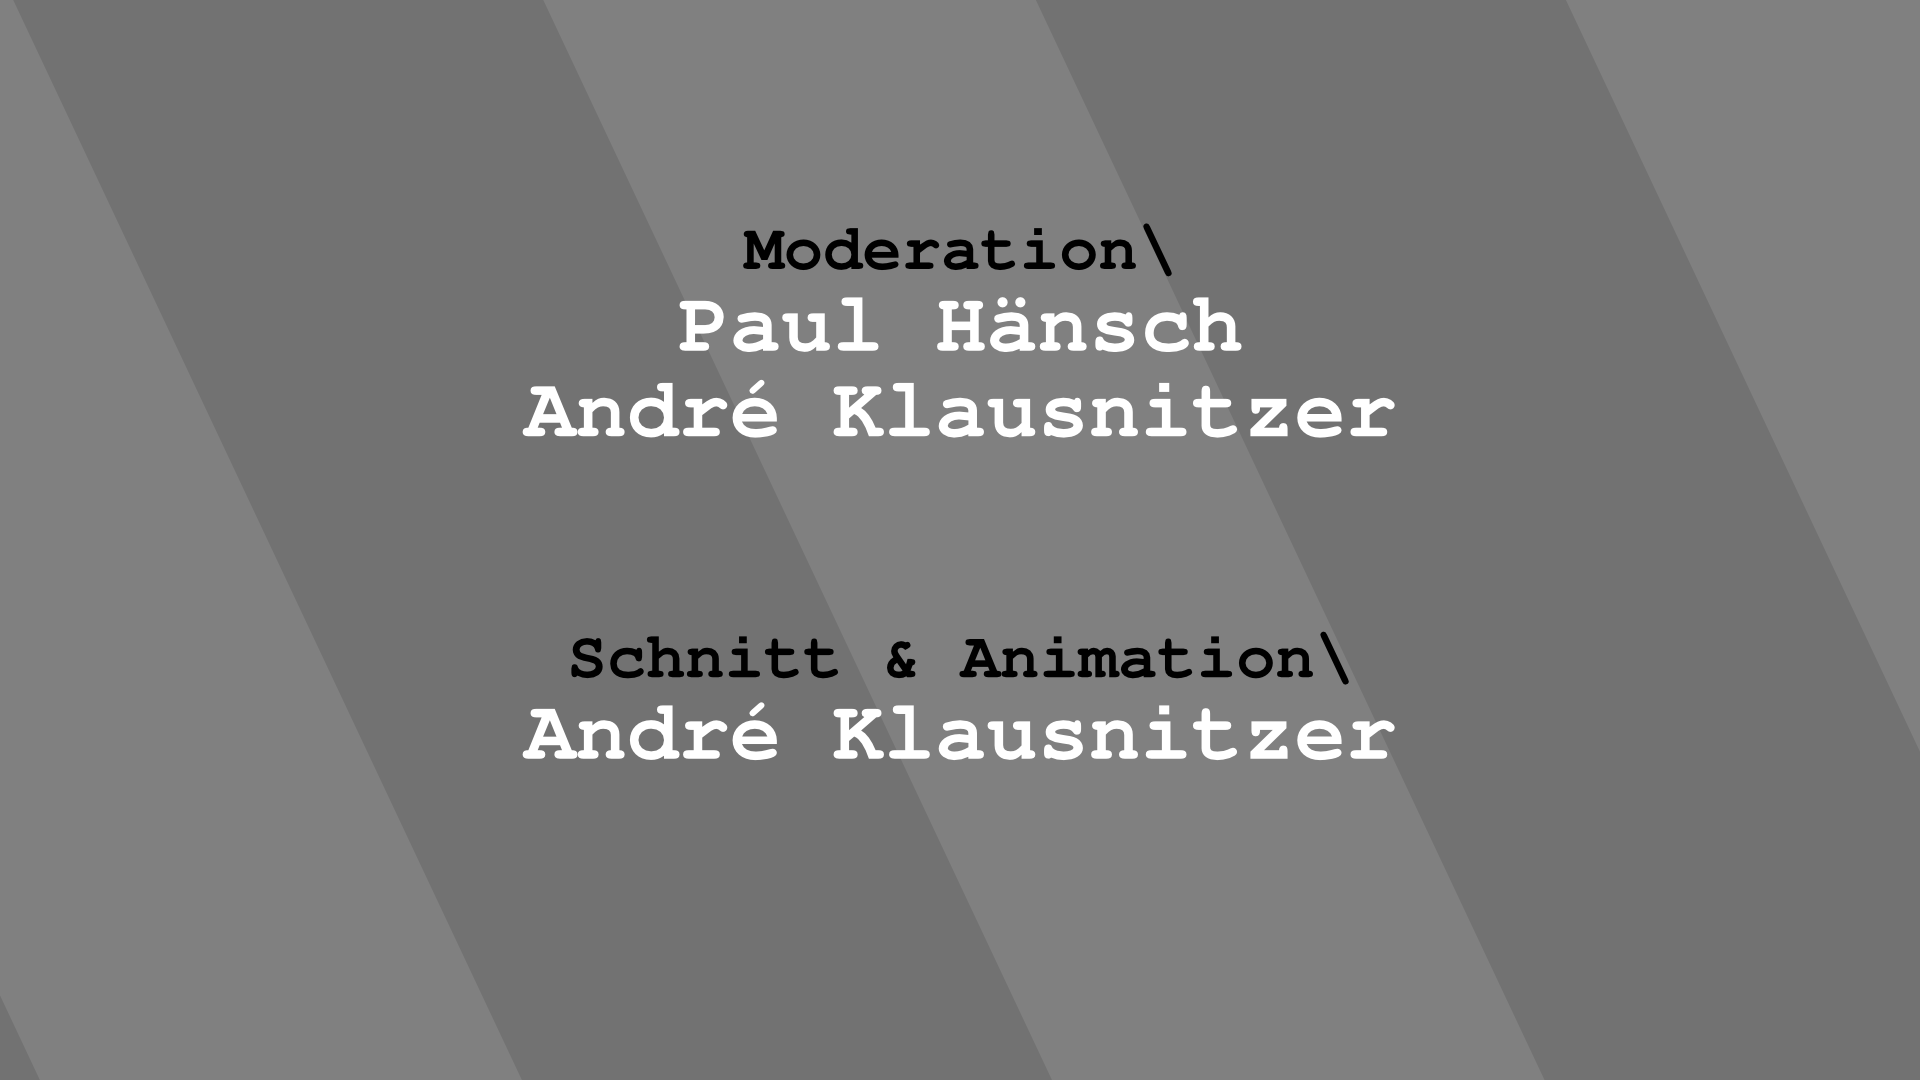 Moderation\
Paul Hänsch
André Klausnitzer
Schnitt & Animation\
André Klausnitzer